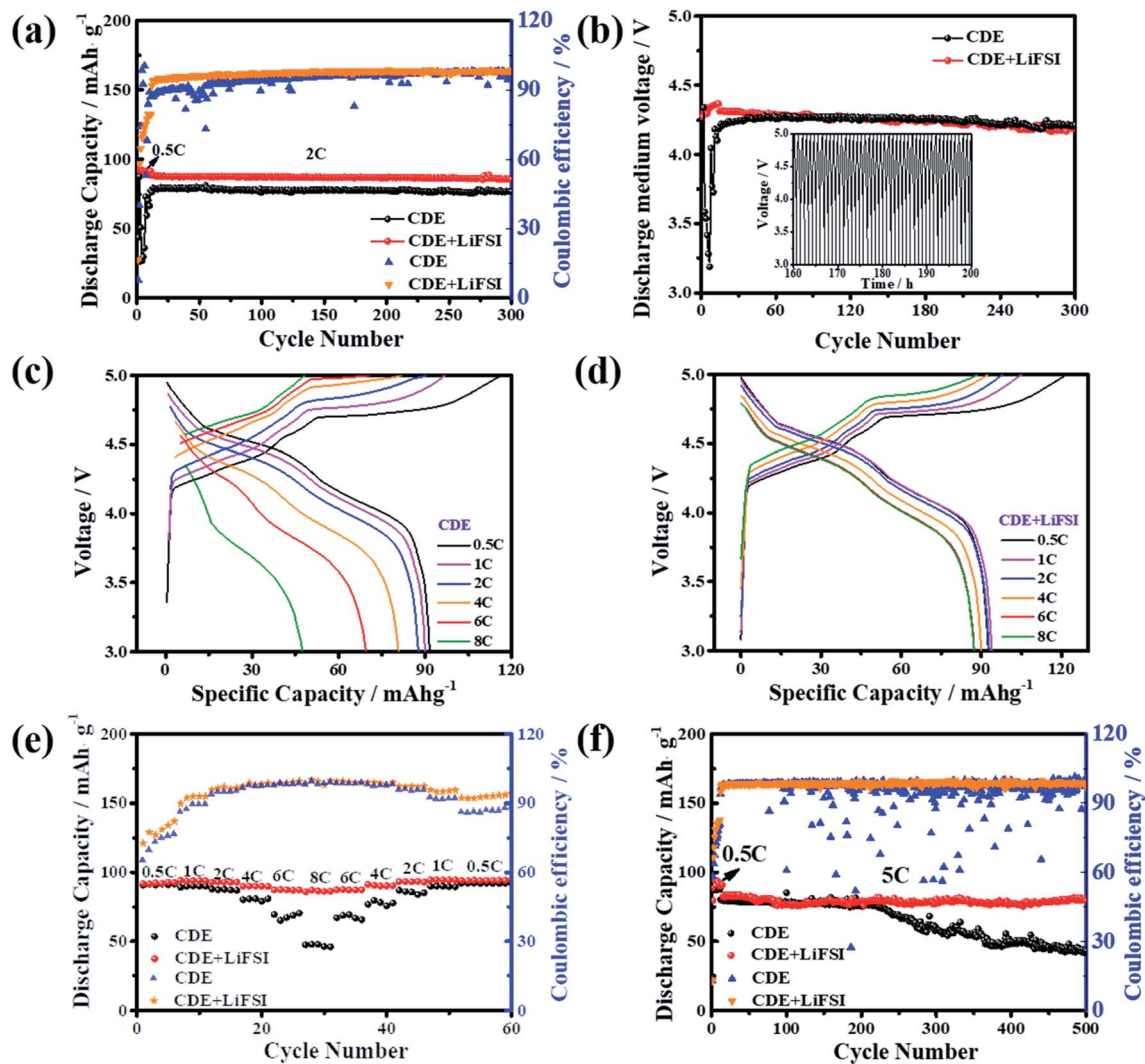 (a)
Discharge Capacity / mAh· g⁻¹
200
150
100
50
0
0.5C
2C
CDE
CDE+LiFSI
CDE
CDE+LiFSI
0 50 100 150 200 250 300
Cycle Number
120
90
60
30
0
Coulombic efficiency / %
(b)
Discharge medium voltage / V
5.0
4.5
4.0
3.5
3.0
CDE
CDE+LiFSI
Voltage / V
5.0
4.5
4.0
3.5
3.0
160 170 180 190 200
Time / h
0 60 120 180 240 300
Cycle Number
(c)
Voltage / V
5.0
4.5
4.0
3.5
3.0
CDE
0.5C
1C
2C
4C
6C
8C
0 30 60 90 120
Specific Capacity / mAhg⁻¹
(d)
Voltage / V
5.0
4.5
4.0
3.5
3.0
CDE+LiFSI
0.5C
1C
2C
4C
6C
8C
0 30 60 90 120
Specific Capacity / mAhg⁻¹
(e)
Discharge Capacity / mAh· g⁻¹
200
150
100
50
0
0.5C 1C 2C 4C 6C 8C 6C 4C 2C 1C 0.5C
CDE
CDE+LiFSI
CDE
CDE+LiFSI
0 20 40 60
Cycle Number
120
90
60
30
0
Coulombic efficiency / %
(f)
Discharge Capacity / mAh· g⁻¹
200
150
100
50
0
0.5C
5C
CDE
CDE+LiFSI
CDE
CDE+LiFSI
0 100 200 300 400 500
Cycle Number
120
90
60
30
0
Coulombic efficiency / %